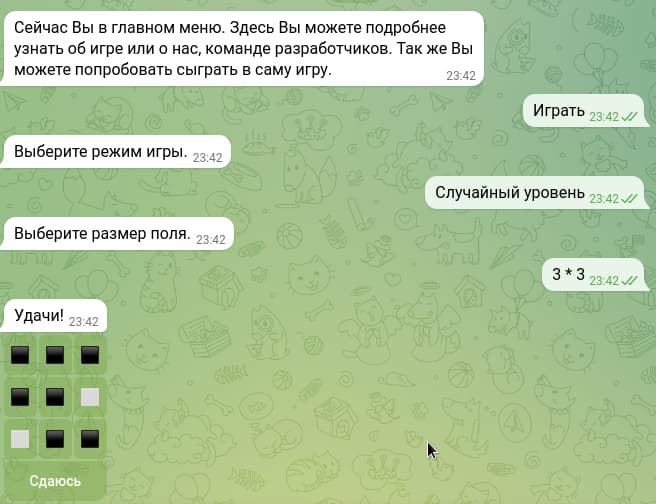 Сейчас Вы в главном меню. Здесь Вы можете подробнее
узнать об игре или о нас, команде разработчиков. Так же Вы
можете попробовать сыграть в саму игру.
23:42
Играть 23:42
Выберите режим игры. 23:42
Случайный уровень 23:42
Выберите размер поля. 23:42
3 * 3 23:42
Удачи! 23:42
Сдаюсь